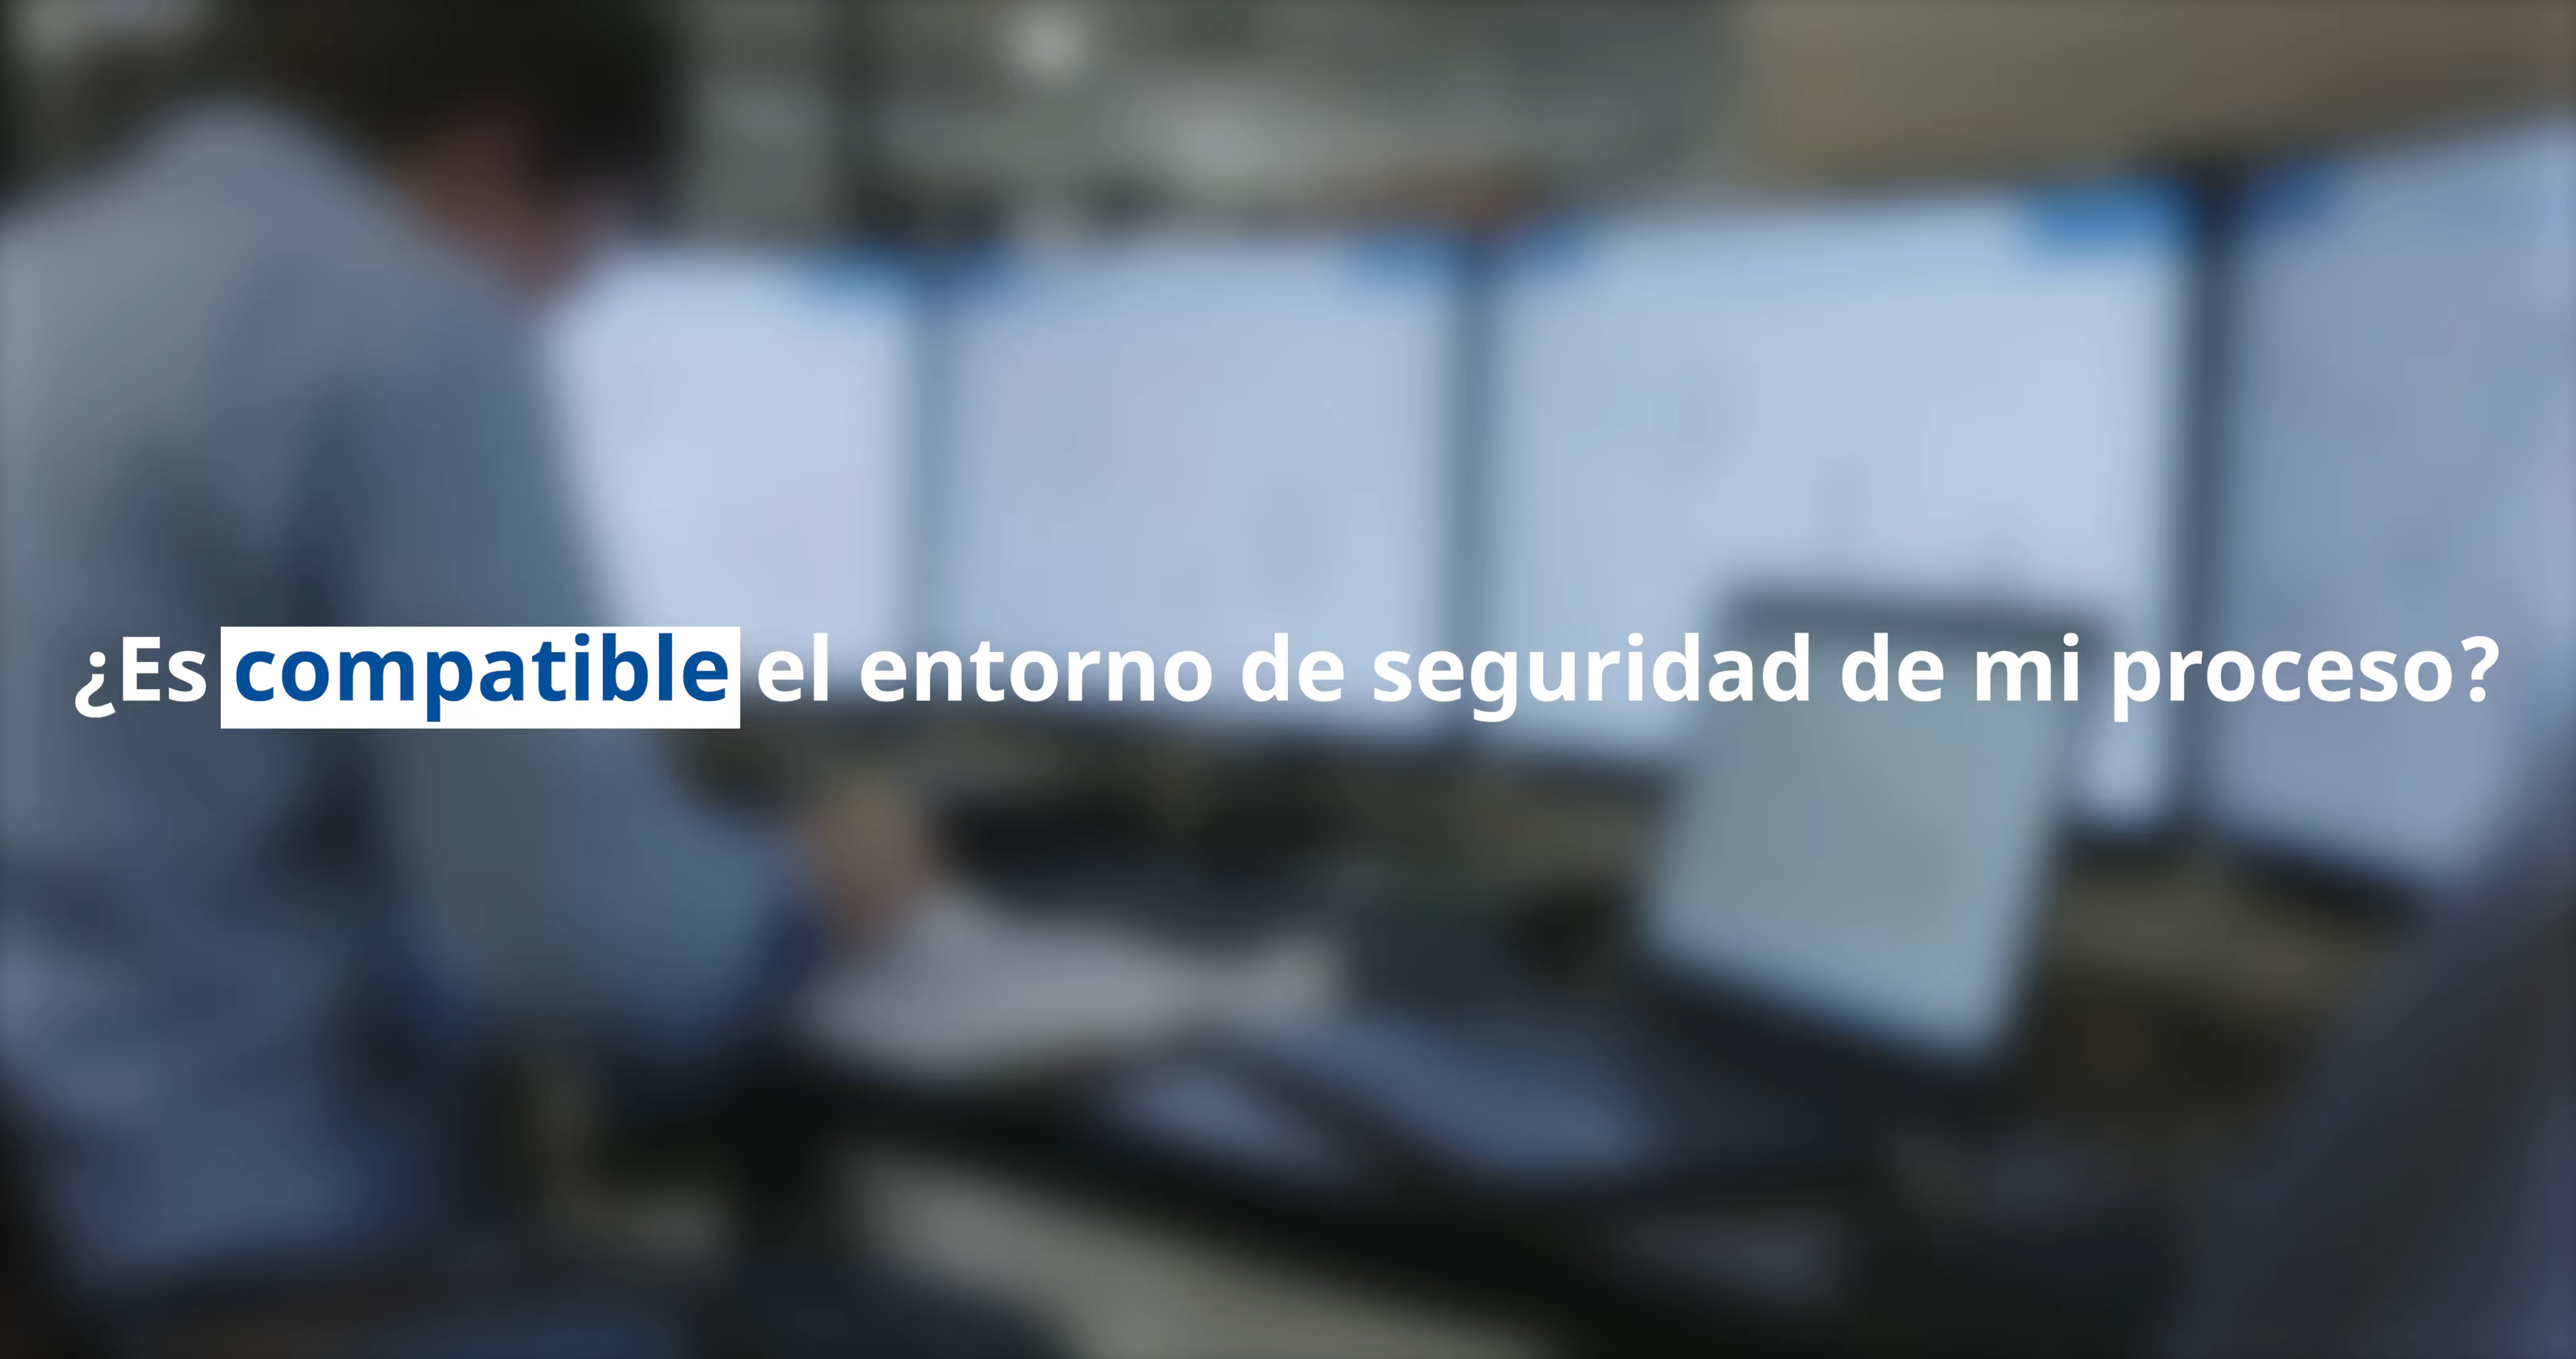 ¿Es compatible el entorno de seguridad de mi proceso?